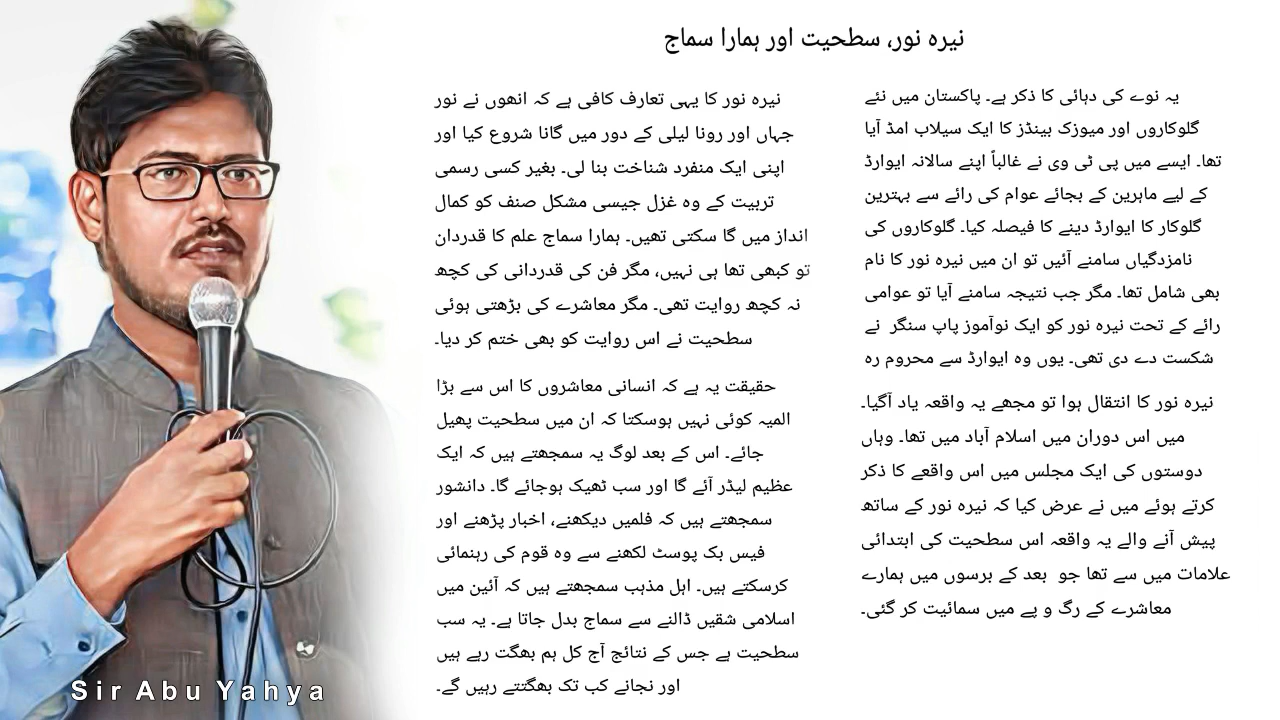 نیرہ نور، سطحیت اور ہمارا سماج
یہ نوے کی دہائی کا ذکر ہے۔ پاکستان میں نئے
گلوکاروں اور میوزک بینڈز کا ایک سیلاب امڈ آیا
تھا۔ ایسے میں پی ٹی وی نے غالباً اپنے سالانہ ایوارڈ
کے لیے ماہرین کے بجائے عوام کی رائے سے بہترین
گلوکار کا ایوارڈ دینے کا فیصلہ کیا۔ گلوکاروں کی
نامزدگیاں سامنے آئیں تو ان میں نیرہ نور کا نام
بھی شامل تھا۔ مگر جب نتیجہ سامنے آیا تو عوامی
رائے کے تحت نیرہ نور کو ایک نوآموز پاپ سنگر نے
شکست دے دی تھی۔ یوں وہ ایوارڈ سے محروم رہ
نیرہ نور کا انتقال ہوا تو مجھے یہ واقعہ یاد آگیا۔
میں اس دوران میں اسلام آباد میں تھا۔ وہاں
دوستوں کی ایک مجلس میں اس واقعے کا ذکر
کرتے ہوئے میں نے عرض کیا کہ نیرہ نور کے ساتھ
پیش آنے والے یہ واقعہ اس سطحیت کی ابتدائی
علامات میں سے تھا جو بعد کے برسوں میں ہمارے
معاشرے کے رگ و پے میں سمائیت کر گئی۔
نیرہ نور کا یہی تعارف کافی ہے کہ انھوں نے نور
جہاں اور رونا لیلی کے دور میں گانا شروع کیا اور
اپنی ایک منفرد شناخت بنا لی۔ بغیر کسی رسمی
تربیت کے وہ غزل جیسی مشکل صنف کو کمال
انداز میں گا سکتی تھیں۔ ہمارا سماج علم کا قدردان
تو کبھی تھا ہی نہیں، مگر فن کی قدردانی کی کچھ
نہ کچھ روایت تھی۔ مگر معاشرے کی بڑھتی ہوئی
سطحیت نے اس روایت کو بھی ختم کر دیا۔
حقیقت یہ ہے کہ انسانی معاشروں کا اس سے بڑا
المیہ کوئی نہیں ہوسکتا کہ ان میں سطحیت پھیل
جائے۔ اس کے بعد لوگ یہ سمجھتے ہیں کہ ایک
عظیم لیڈر آئے گا اور سب ٹھیک ہوجائے گا۔ دانشور
سمجھتے ہیں کہ فلمیں دیکھنے، اخبار پڑھنے اور
فیس بک پوسٹ لکھنے سے وہ قوم کی رہنمائی
کرسکتے ہیں۔ اہل مذہب سمجھتے ہیں کہ آئین میں
اسلامی شقیں ڈالنے سے سماج بدل جاتا ہے۔ یہ سب
سطحیت ہے جس کے نتائج آج کل ہم بھگت رہے ہیں
اور نجانے کب تک بھگتتے رہیں گے۔
Sir Abu Yahya